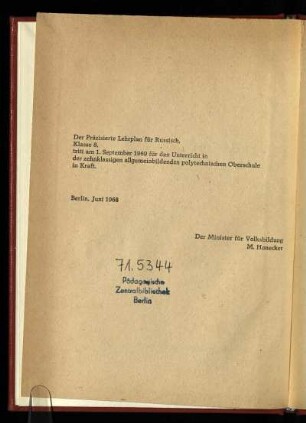 Der Präzisierte Lehrplan für Russisch,
Klasse 6,
tritt am 1. September 1969 für den Unterricht in
der zehnklassigen allgemeinbildenden polytechnischen Oberschule
in Kraft.
Berlin, Juni 1968
Der Minister für Volksbildung
M. Honecker
71.5344
Pädagogische
Zentralbibliothek
Berlin